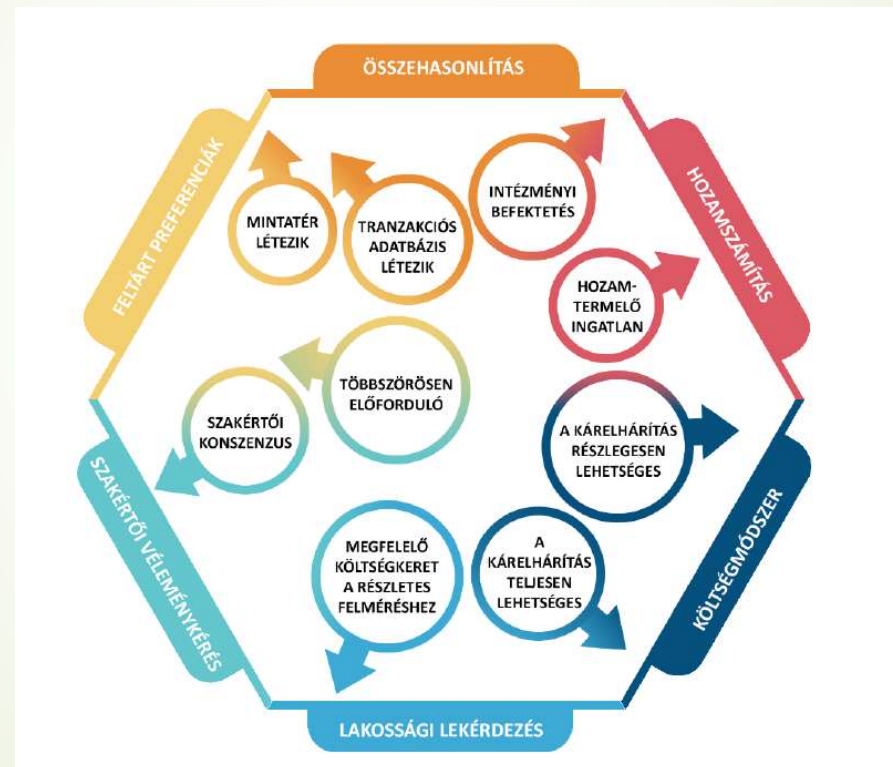 ÖSSZEHASONLÍTÁS
FELTÁRT PREFERENCIÁK
HOZAMSZÁMÍTÁS
MINTATÉR
LÉTEZIK
TRANZAKCIÓS
ADATBÁZIS
LÉTEZIK
INTÉZMÉNYI
BEFEKTETÉS
HOZAM-
TERMELŐ
INGATLAN
TÖBBSZÖRÖSEN
ELŐFORDULÓ
SZAKÉRTŐI
KONSZENZUS
A KÁRELHÁRÍTÁS
RÉSZLEGESEN
LEHETSÉGES
MEGFELELŐ
KÖLTSÉGKERET
A RÉSZLETES
FELMÉRÉSHEZ
A
KÁRELHÁRÍTÁS
TELJESEN
LEHETSÉGES
SZAKÉRTŐI VÉLEMÉNYKÉRÉS
KÖLTSÉGMÓDSZER
LAKOSSÁGI LEKÉRDEZÉS